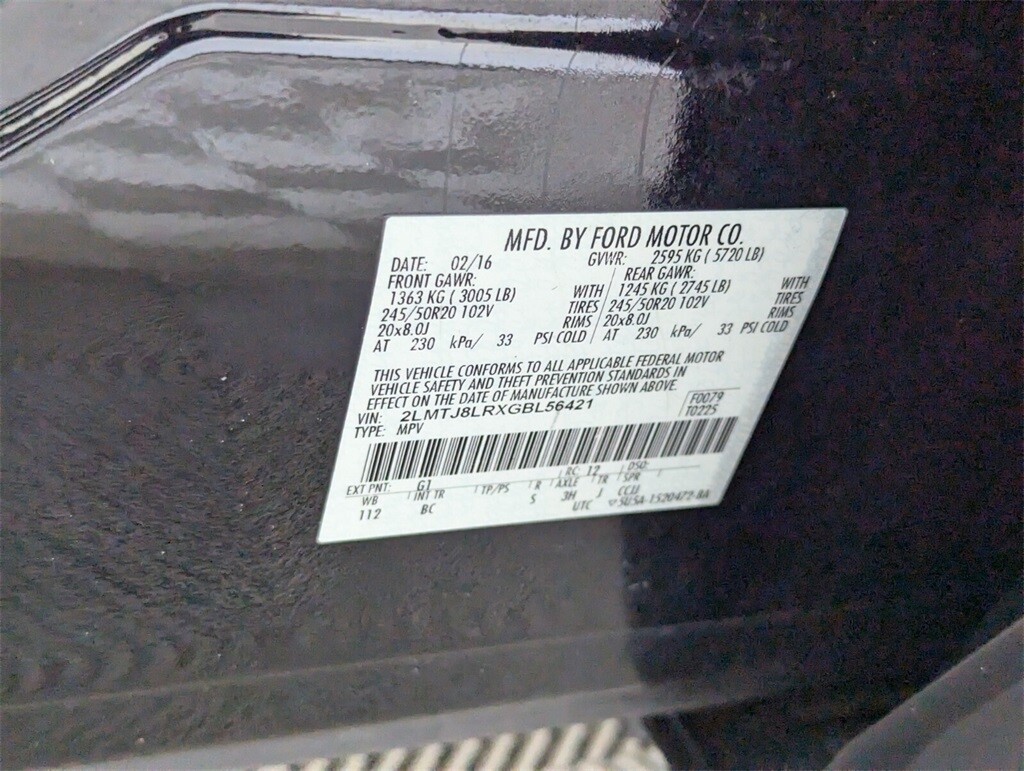 MFD. BY FORD MOTOR CO.
DATE: 02/16 GVWR: 2595 KG ( 5720 LB)
FRONT GAWR: REAR GAWR:
1363 KG ( 3005 LB) WITH 1245 KG ( 2745 LB) WITH
245/50R20 102V TIRES 245/50R20 102V TIRES
20x8.0J RIMS 20x8.0J RIMS
AT 230 kPa/ 33 PSI COLD AT 230 kPa/ 33 PSI COLD
THIS VEHICLE CONFORMS TO ALL APPLICABLE FEDERAL MOTOR
VEHICLE SAFETY AND THEFT PREVENTION STANDARDS IN
EFFECT ON THE DATE OF MANUFACTURE SHOWN ABOVE.
VIN: 2LMTJ8LRXGBL56421 F0079
TYPE: MPV T0225
EXT PNT: G1 RC: 12 DSO:
WB INT TR TP/PS R AXLE TR SPR
112 BC S 3H J CCIJ
UTC